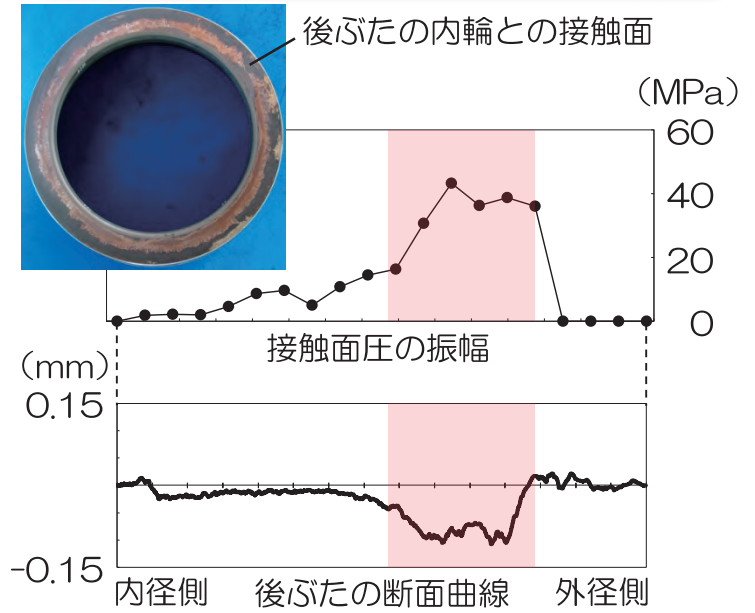 後ぶたの内輪との接触面
(MPa)
60
40
20
0
接触面圧の振幅
(mm)
0.15
-0.15
内径側 後ぶたの断面曲線 外径側